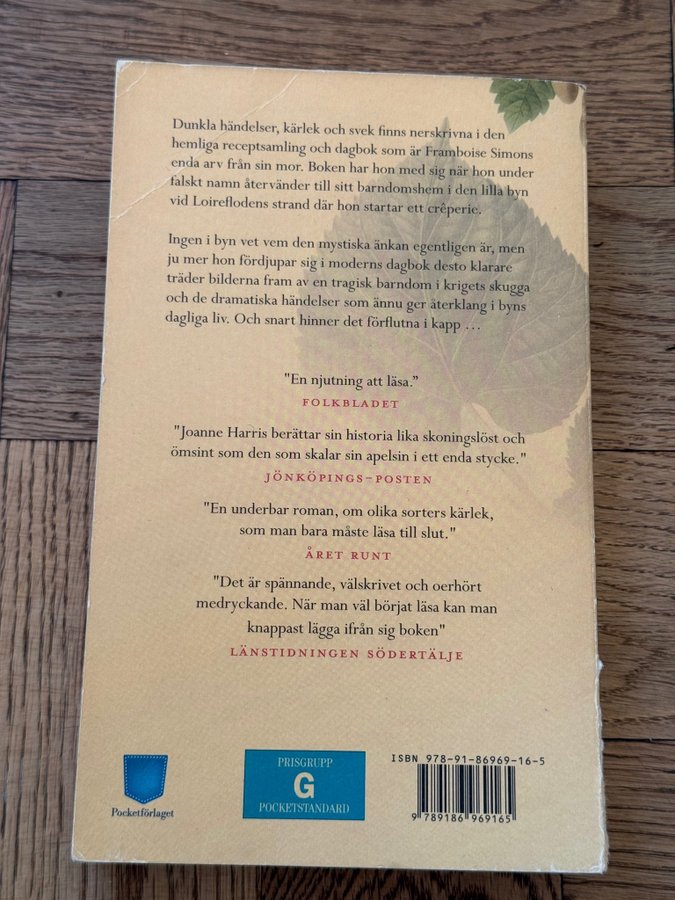 Dunkla händelser, kärlek och svek finns nerskrivna i den
hemliga receptsamling och dagbok som är Framboise Simons
enda arv från sin mor. Boken har hon med sig när hon under
falskt namn återvänder till sitt barndomshem i den lilla byn
vid Loireflodens strand där hon startar ett crêperie.
Ingen i byn vet vem den mystiska änkan egentligen är, men
ju mer hon fördjupar sig i moderns dagbok desto klarare
träder bilderna fram av en tragisk barndom i krigets skugga
och de dramatiska händelser som ännu ger återklang i byns
dagliga liv. Och snart hinner det förflutna i kapp …
"En njutning att läsa.”
FOLKBLADET
"Joanne Harris berättar sin historia lika skoningslöst och
ömsint som den som skalar sin apelsin i ett enda stycke."
JÖNKÖPINGS-POSTEN
"En underbar roman, om olika sorters kärlek,
som man bara måste läsa till slut."
ÅRET RUNT
"Det är spännande, välskrivet och oerhört
medryckande. När man väl börjat läsa kan man
knappast lägga ifrån sig boken"
LÄNSTIDNINGEN SÖDERTÄLJE
Pocketförlaget
PRISGRUPP
G
POCKETSTANDARD
ISBN 978-91-86969-16-5
9 789186 969165